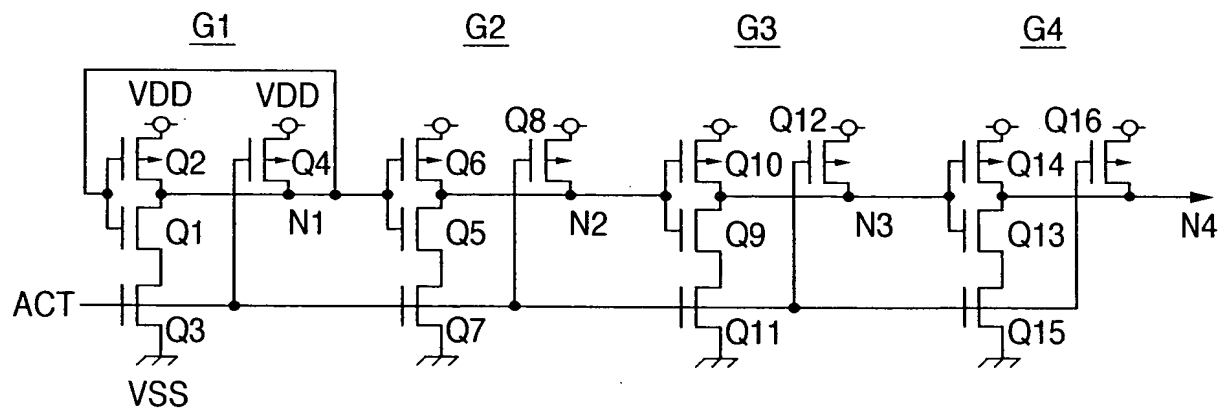 G1 G2 G3 G4
VDD VDD
Q8 Q12 Q16
Q2 Q4 Q6 Q10 Q14
Q1 N1 Q5 N2 Q9 N3 Q13 N4
ACT
Q3 Q7 Q11 Q15
VSS